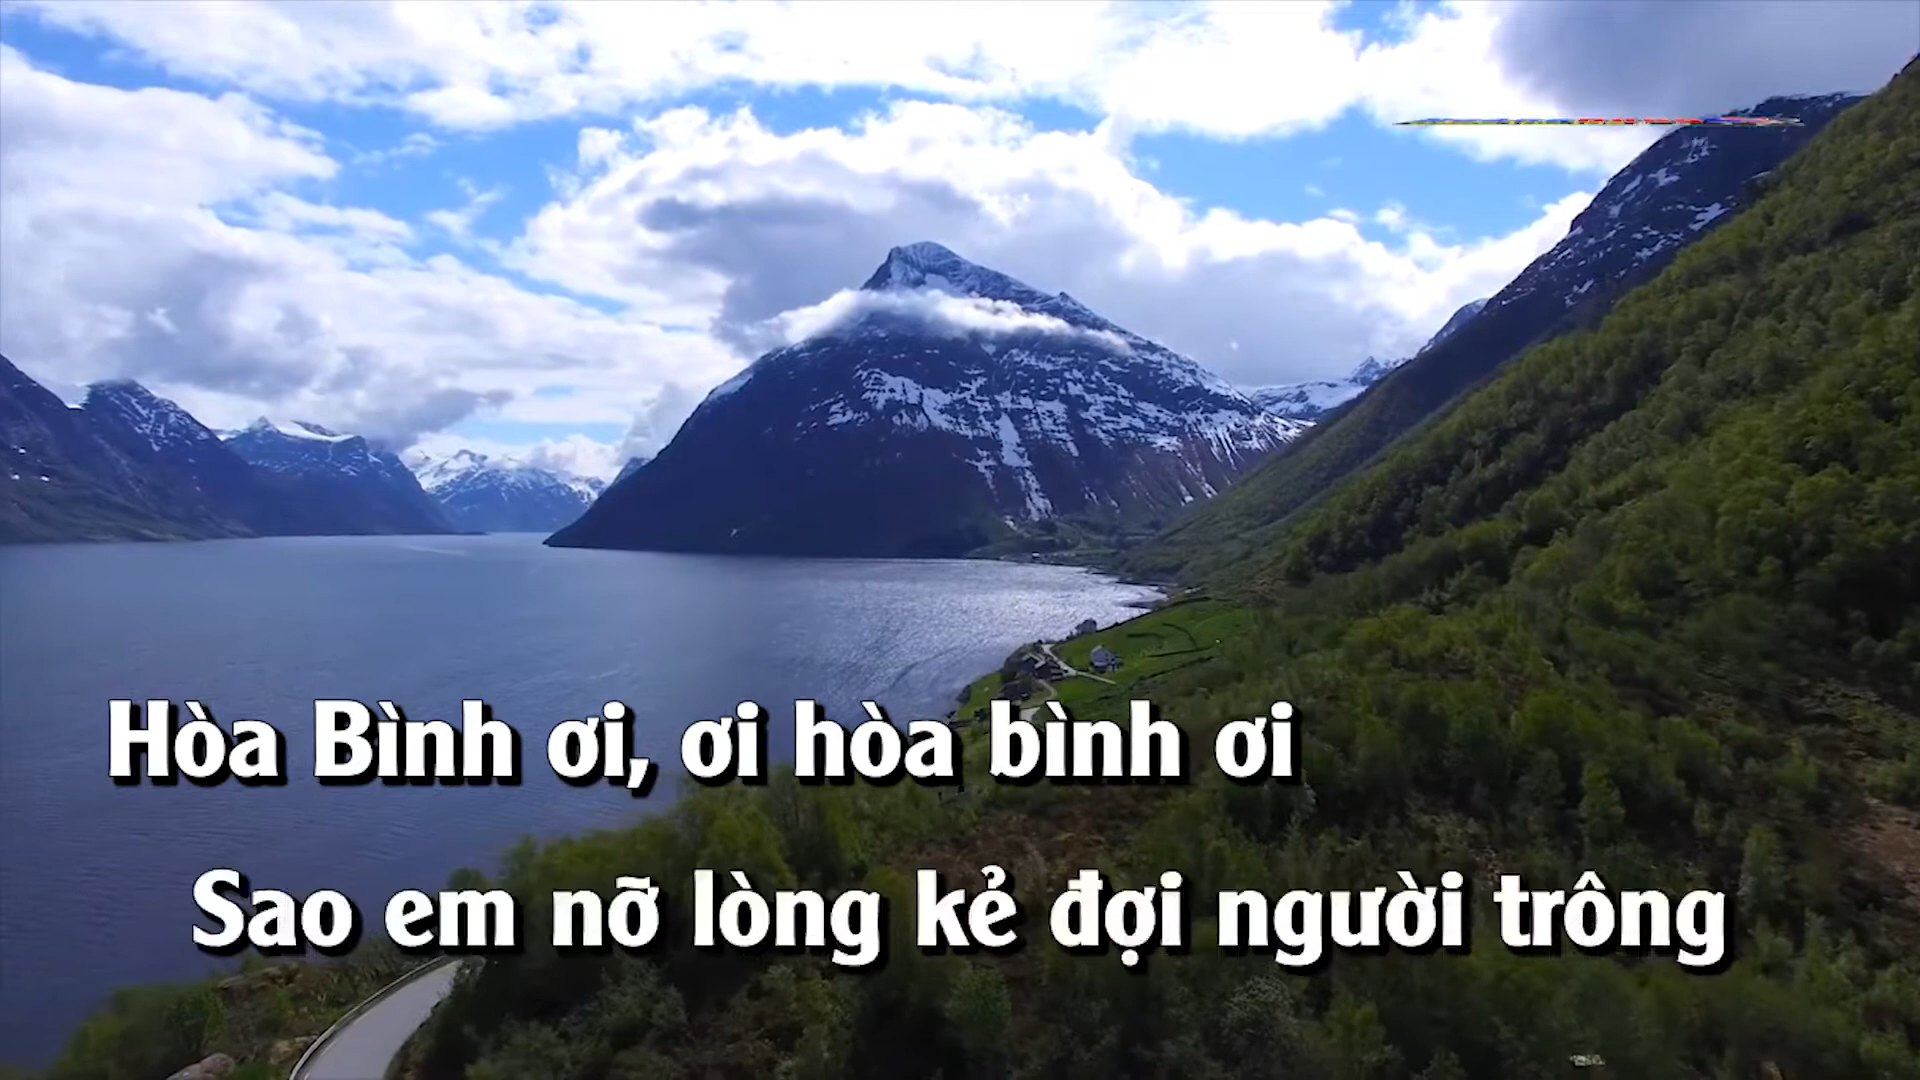 Hòa Bình ơi, ơi hòa bình ơi
Sao em nỡ lòng kẻ đợi người trông